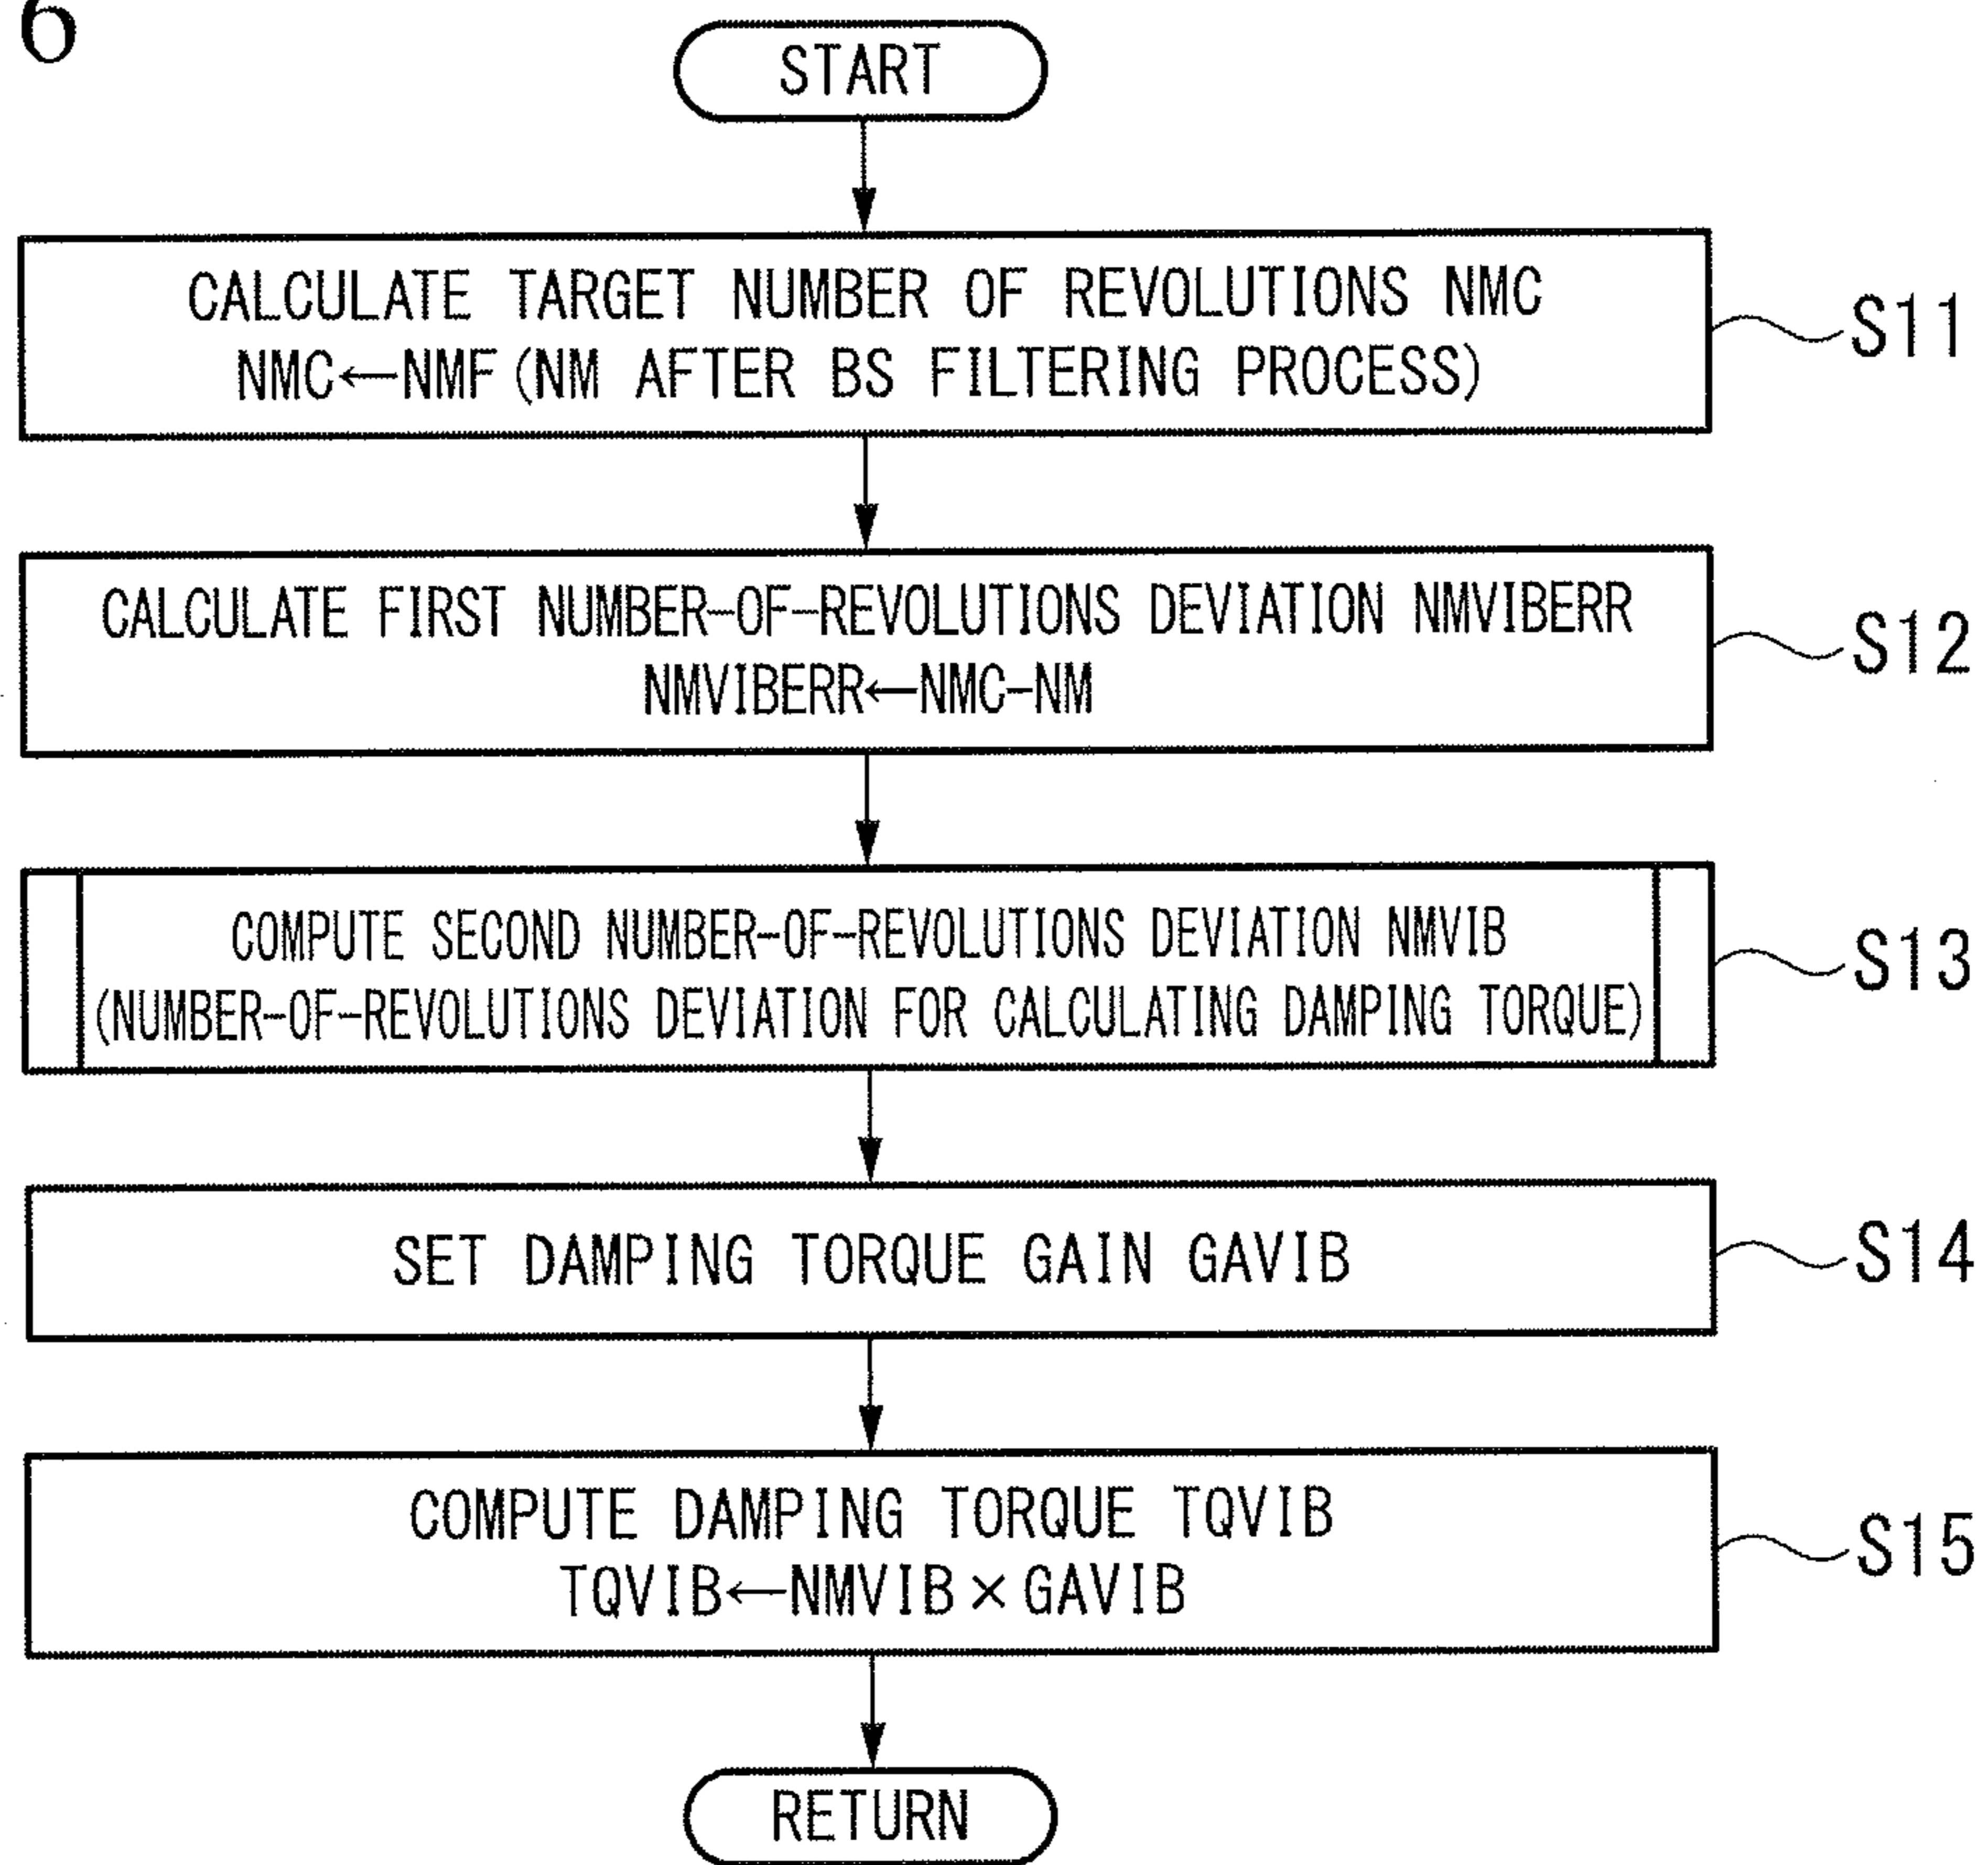 6
START
CALCULATE TARGET NUMBER OF REVOLUTIONS NMC
NMC←NMF (NM AFTER BS FILTERING PROCESS)
S11
CALCULATE FIRST NUMBER-OF-REVOLUTIONS DEVIATION NMVIBERR
NMVIBERR←NMC-NM
S12
COMPUTE SECOND NUMBER-OF-REVOLUTIONS DEVIATION NMVIB
(NUMBER-OF-REVOLUTIONS DEVIATION FOR CALCULATING DAMPING TORQUE)
S13
SET DAMPING TORQUE GAIN GAVIB
S14
COMPUTE DAMPING TORQUE TQVIB
TQVIB←NMVIB×GAVIB
S15
RETURN